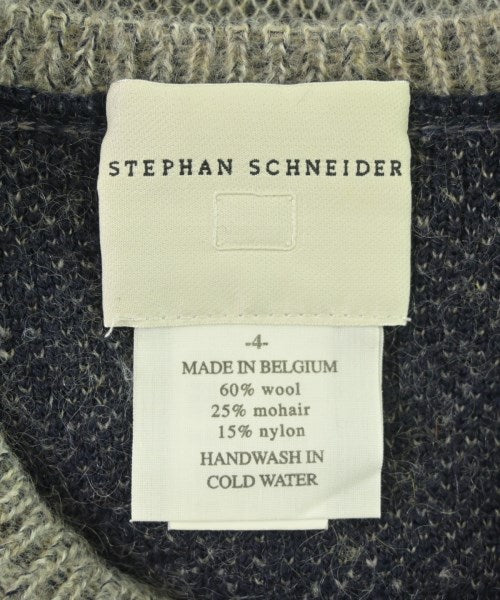 STEPHAN SCHNEIDER
-4-
MADE IN BELGIUM
60% wool
25% mohair
15% nylon
HANDWASH IN
COLD WATER